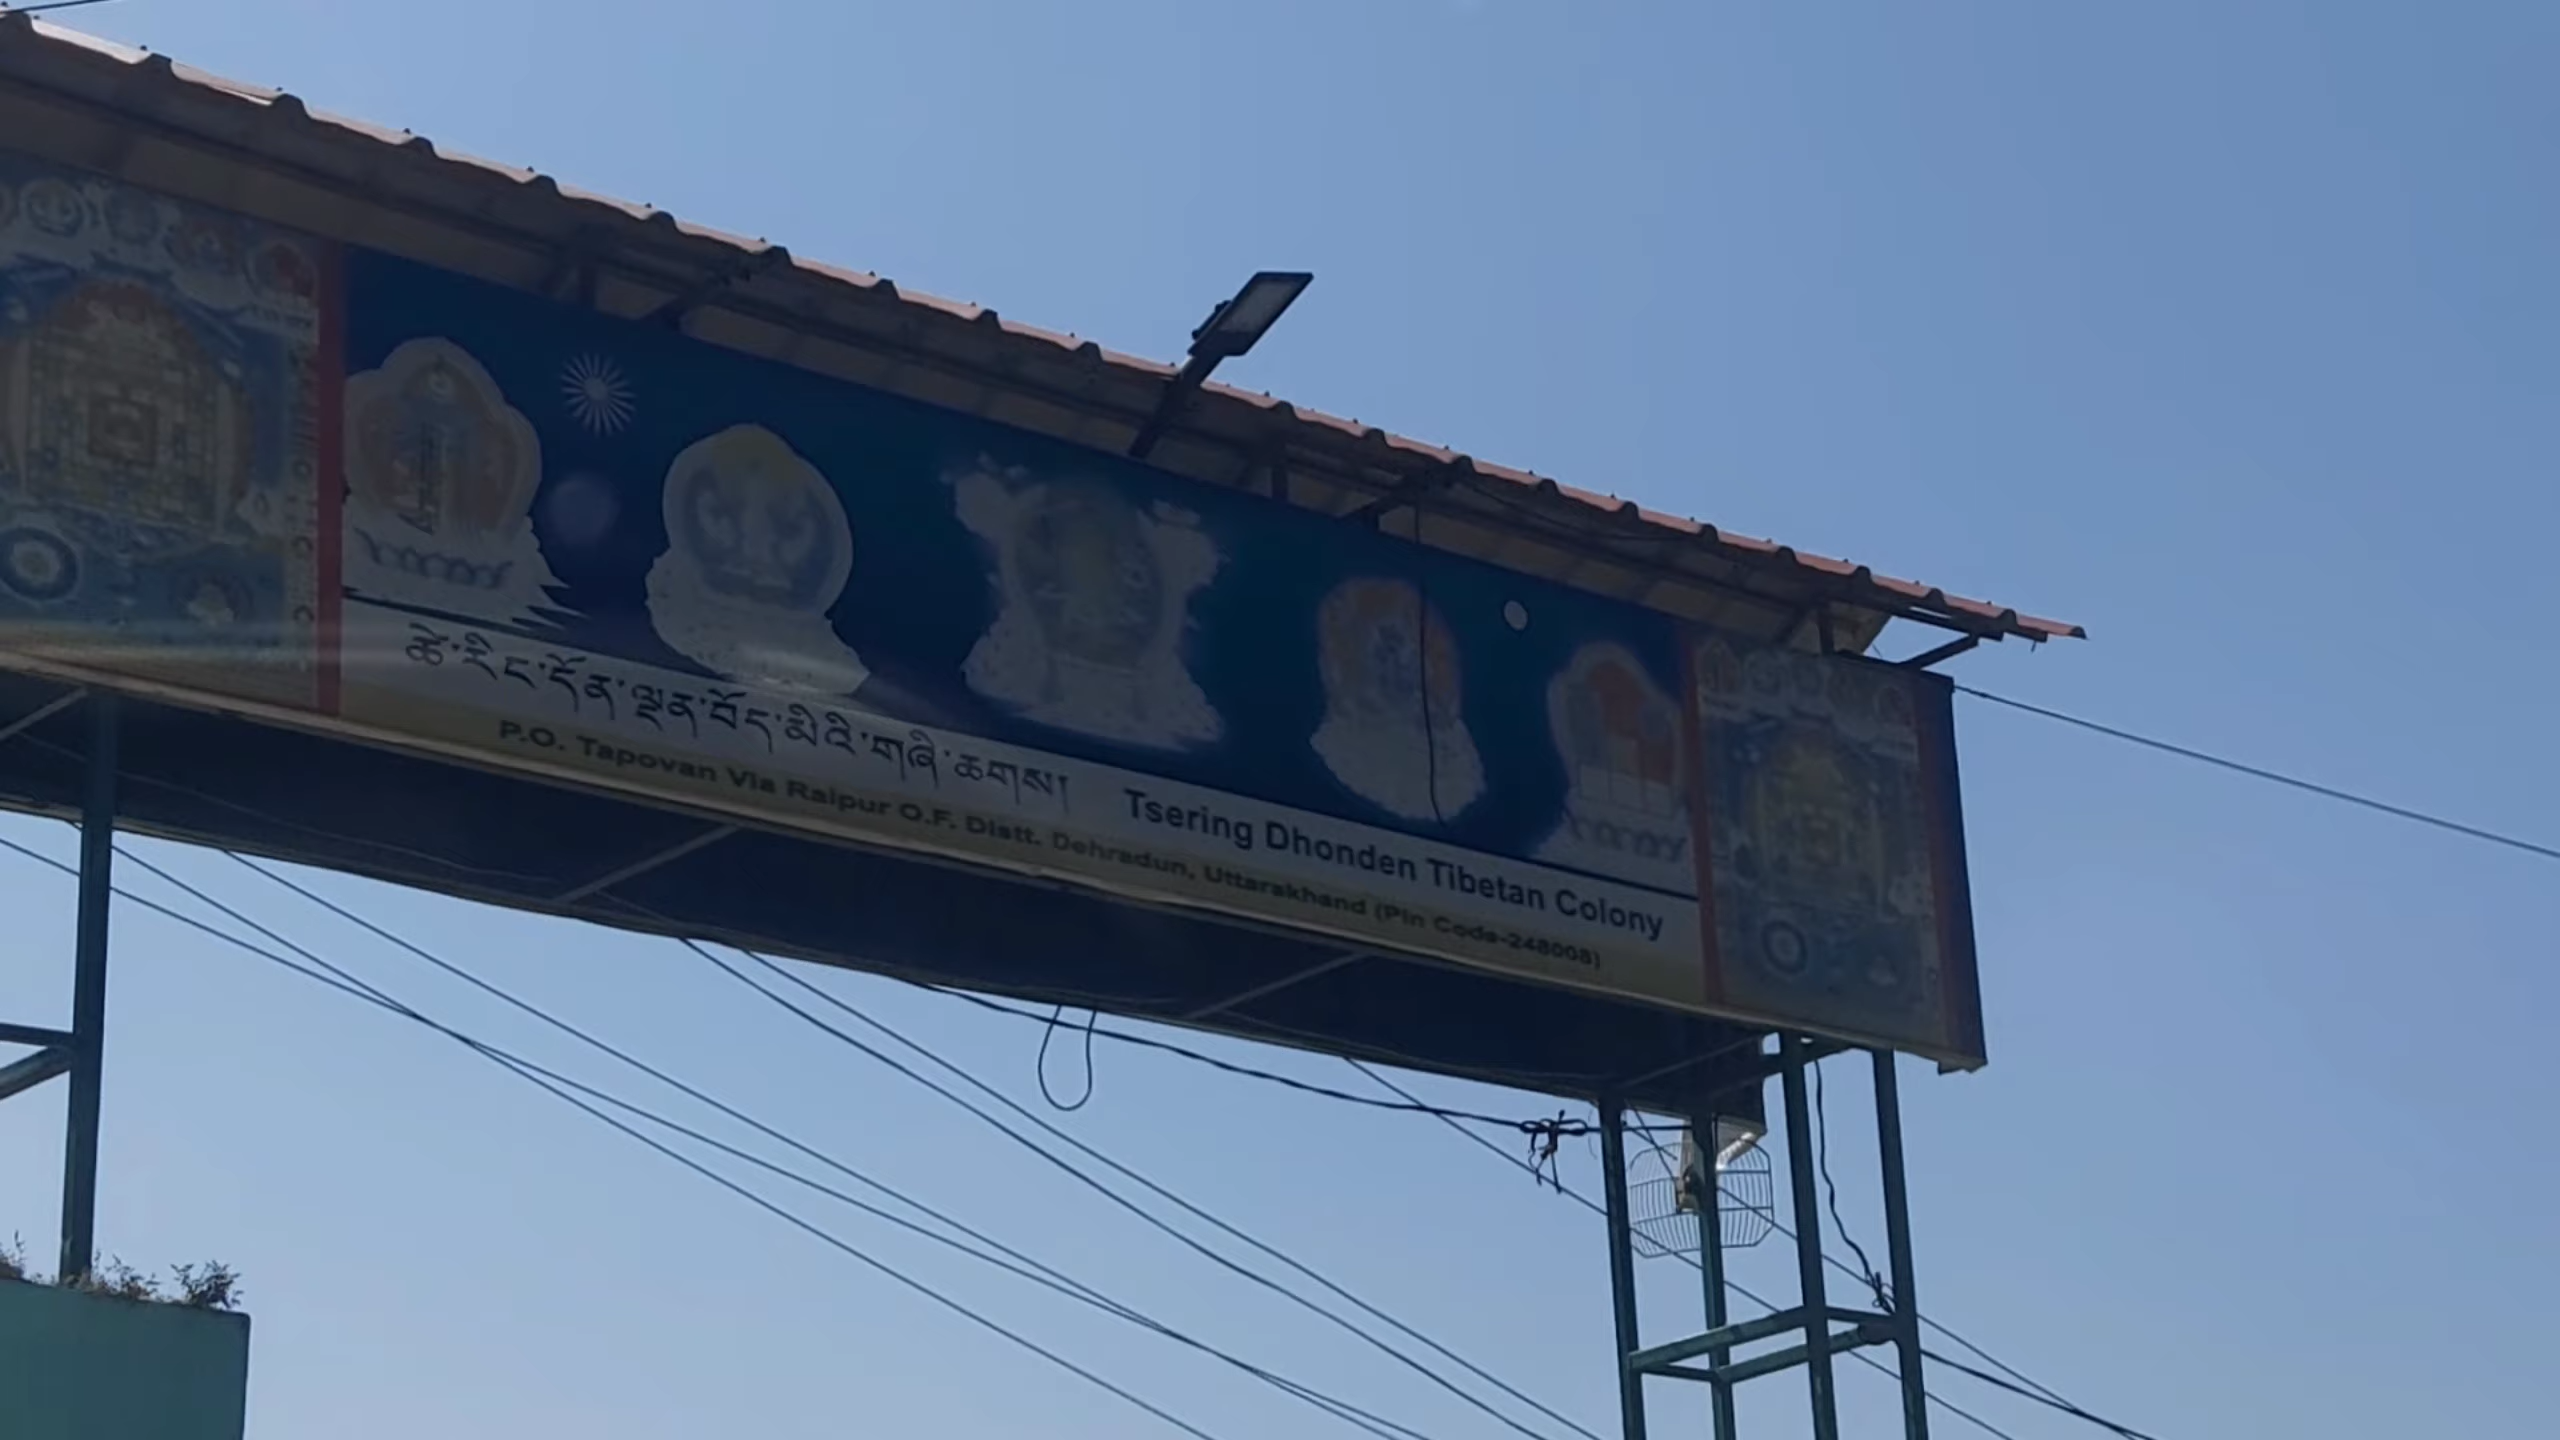 ཚེ་རིང་དོན་ལྡན་བོད་མིའི་གཞི་ཆགས།
Tsering Dhonden Tibetan Colony
P.O. Tapovan Via Raipur O.F. Distt. Dehradun, Uttarakhand (Pin Code-248008)